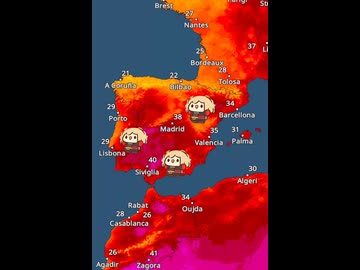 Brest
27
Nantes
37
25
Bordeaux
28
21
22
Tolosa
A Coruña
Bilbao
29
34
Porto
38
Barcellona
Madrid
35
31
29
Valencia
Palma
Lisbona
40
30
Siviglia
Algeri
34
Rabat
Oujda
28
26
Casablanca
26
41
Agadir
Zagora